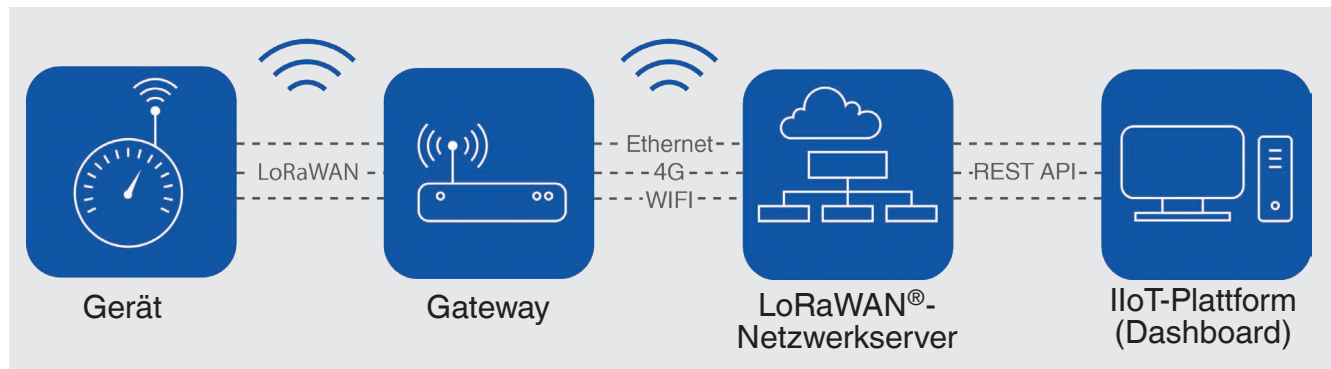 LoRaWAN
Ethernet
4G
WIFI
REST API
Gerät
Gateway
LoRaWAN®-
Netzwerkserver
IIoT-Plattform
(Dashboard)